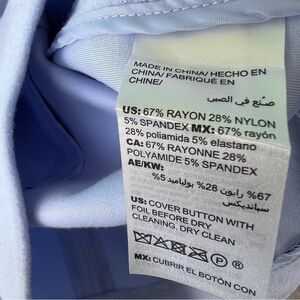 MADE IN CHINA/ HECHO EN
CHINA/ FABRIQUÉ EN
CHINE/
صنع في الصين
US: 67% RAYON 28% NYLON
5% SPANDEX MX: 67% rayón
28% poliamida 5% elastano
CA: 67% RAYONNE 28%
POLYAMIDE 5% SPANDEX
AE/KW:
67% رايون 28% بولياميد 5%
سباندیکس
US: COVER BUTTON WITH
FOIL BEFORE DRY
CLEANING. DRY CLEAN
P
MX: CUBRIR EL BOTÓN CON